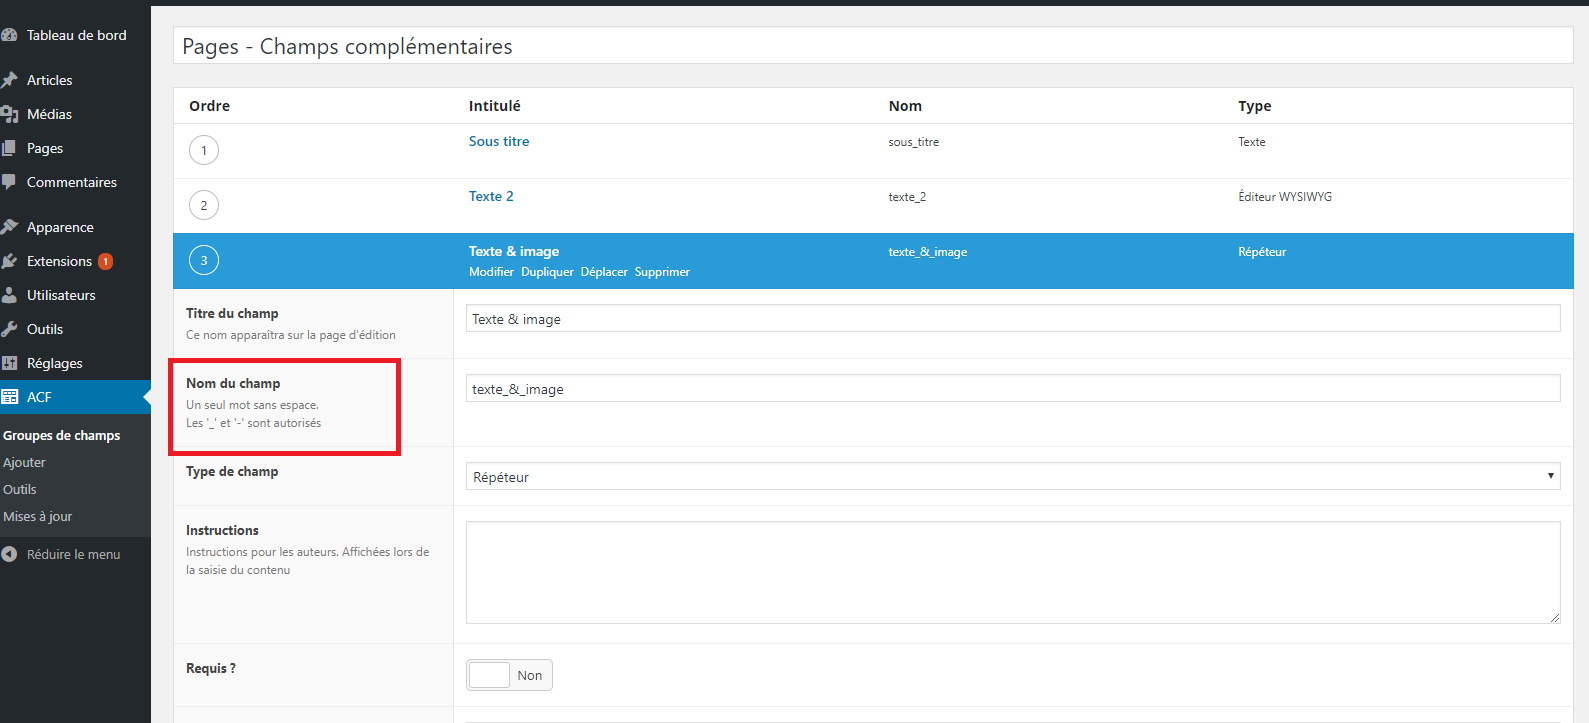 Tableau de bord
Articles
Médias
Pages
Commentaires
Apparence
Extensions 1
Utilisateurs
Outils
Réglages
ACF
Groupes de champs
Ajouter
Outils
Mises à jour
Réduire le menu
Pages - Champs complémentaires
Ordre Intitulé Nom Type
1 Sous titre sous_titre Texte
2 Texte 2 texte_2 Éditeur WYSIWYG
3 Texte & image texte_&_image Répéteur
Modifier Dupliquer Déplacer Supprimer
Titre du champ
Ce nom apparaîtra sur la page d'édition
Texte & image
Nom du champ
Un seul mot sans espace.
Les '_' et '-' sont autorisés
texte_&_image
Type de champ
Répéteur
Instructions
Instructions pour les auteurs. Affichées lors de
la saisie du contenu
Requis ?
Non